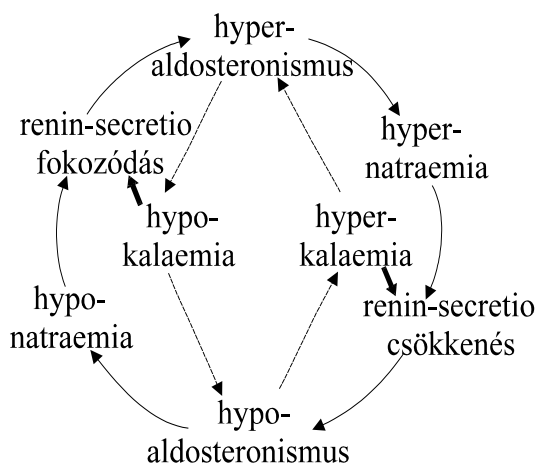 hyper-
aldosteronismus
renin-secretio
fokozódás
hyper-
natraemia
hypo-
kalaemia
hyper-
kalaemia
hypo-
natraemia
renin-secretio
csökkenés
hypo-
aldosteronismus